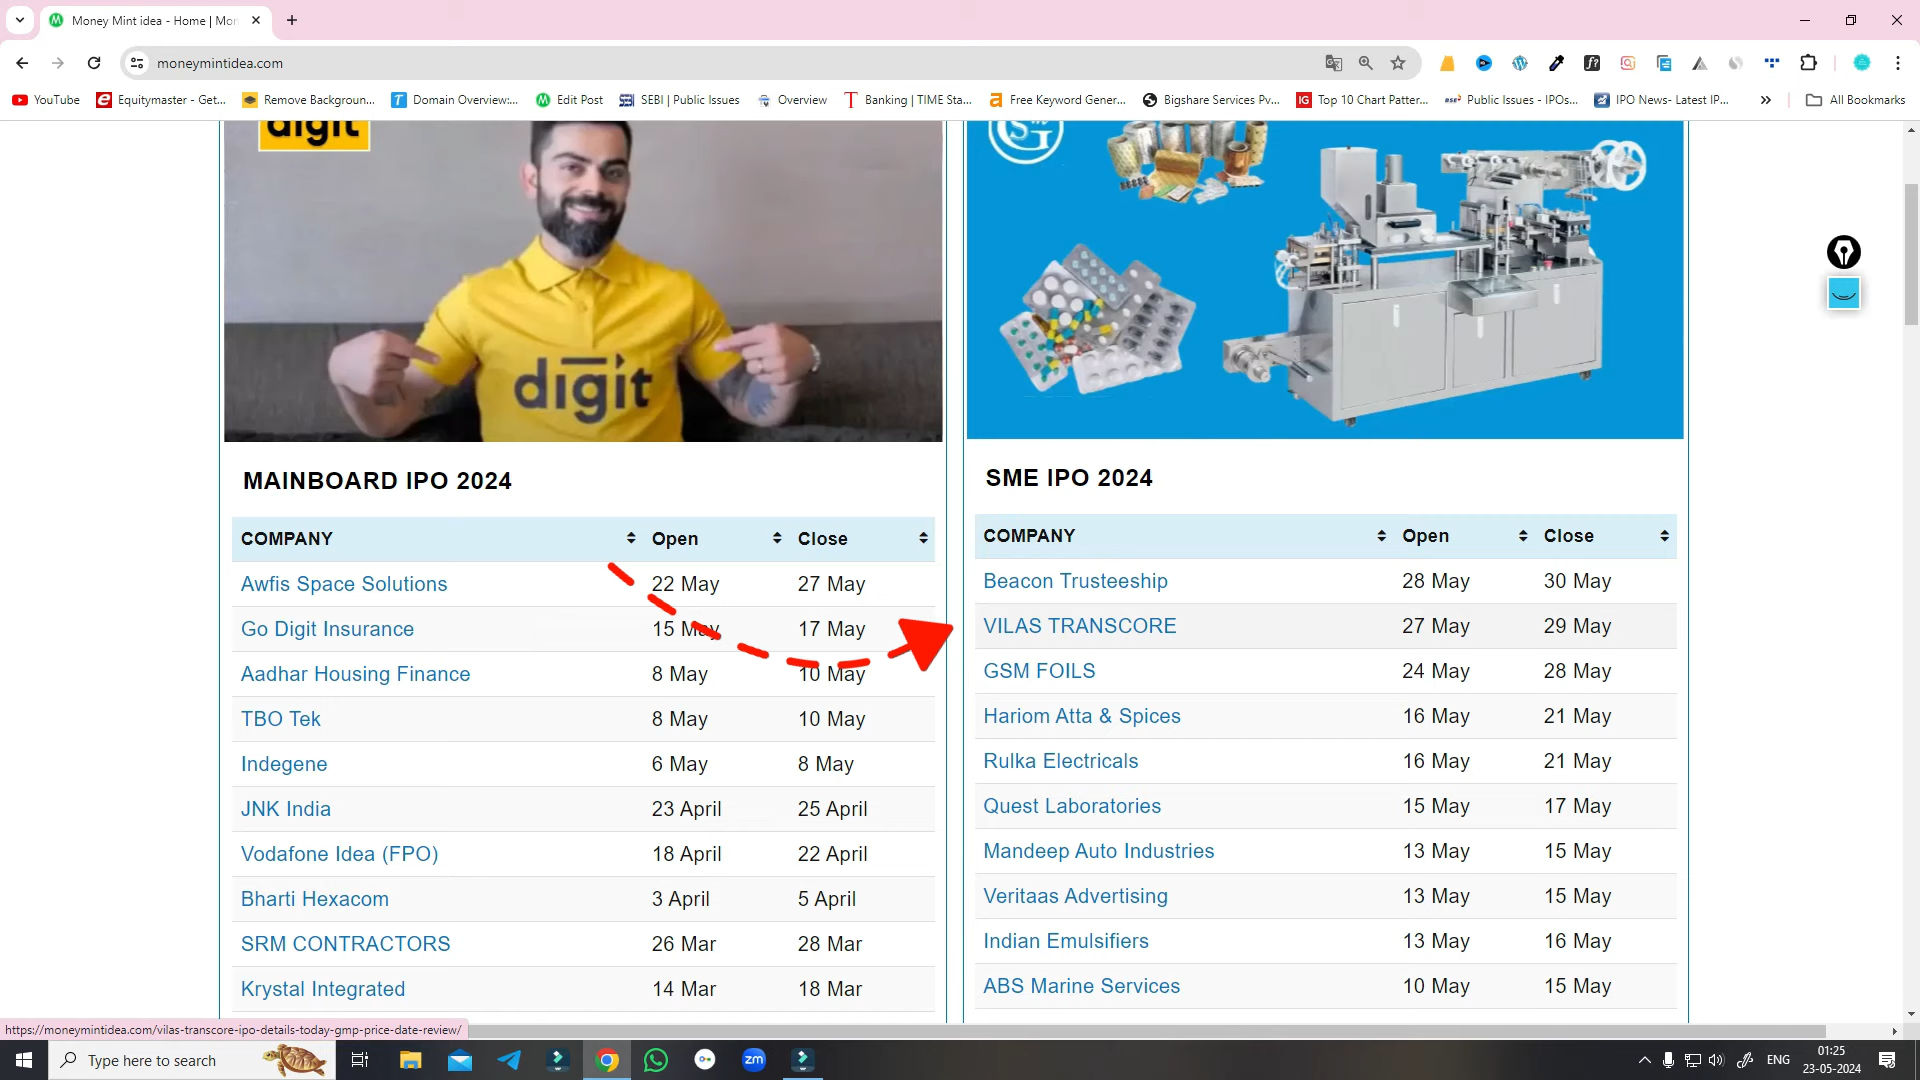 Money Mint idea - Home | Mon
moneymintidea.com
YouTube
Equitymaster - Get...
Remove Backgroun...
Domain Overview:...
Edit Post
SEBI | Public Issues
Overview
Banking | TIME Sta...
Free Keyword Gener...
Bigshare Services Pv...
Top 10 Chart Patter...
Public Issues - IPOs...
IPO News- Latest IP...
All Bookmarks
digit
digit
MAINBOARD IPO 2024
COMPANY Open Close
Awfis Space Solutions 22 May 27 May
Go Digit Insurance 15 May 17 May
Aadhar Housing Finance 8 May 10 May
TBO Tek 8 May 10 May
Indegene 6 May 8 May
JNK India 23 April 25 April
Vodafone Idea (FPO) 18 April 22 April
Bharti Hexacom 3 April 5 April
SRM CONTRACTORS 26 Mar 28 Mar
Krystal Integrated 14 Mar 18 Mar
SME IPO 2024
COMPANY Open Close
Beacon Trusteeship 28 May 30 May
VILAS TRANSCORE 27 May 29 May
GSM FOILS 24 May 28 May
Hariom Atta & Spices 16 May 21 May
Rulka Electricals 16 May 21 May
Quest Laboratories 15 May 17 May
Mandeep Auto Industries 13 May 15 May
Veritaas Advertising 13 May 15 May
Indian Emulsifiers 13 May 16 May
ABS Marine Services 10 May 15 May
https://moneymintidea.com/vilas-transcore-ipo-details-today-gmp-price-date-review/
Type here to search
zm
ENG
01:25
23-05-2024